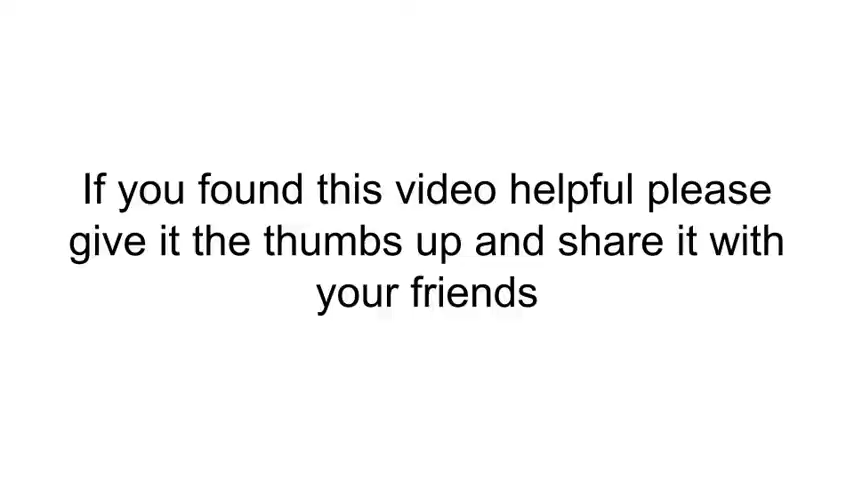 If you found this video helpful please
give it the thumbs up and share it with
your friends